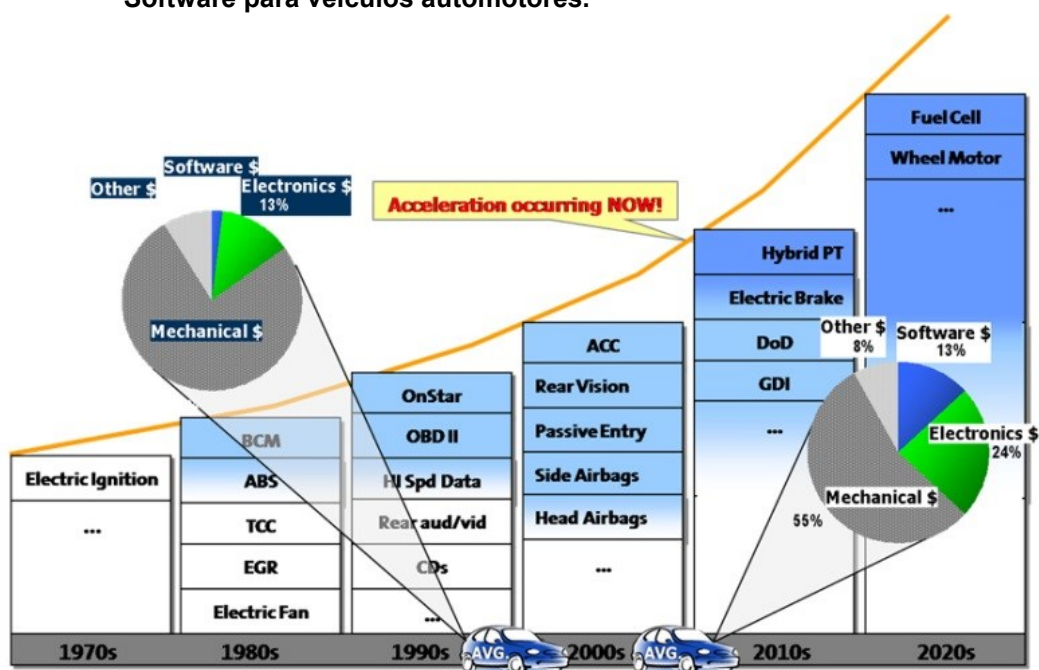 Software para veículos automotores:
Software $
Other $
Electronics $
13%
Mechanical $
Acceleration occurring NOW!
Electric Ignition
...
BCM
ABS
TCC
EGR
Electric Fan
OnStar
OBD II
HI Spd Data
Rear aud/vid
CDs
...
ACC
Rear Vision
Passive Entry
Side Airbags
Head Airbags
...
Hybrid PT
Electric Brake
DoD
GDI
...
Fuel Cell
Wheel Motor
...
Other $
8%
Software $
13%
Electronics $
24%
Mechanical $
55%
1970s
1980s
1990s
AVG.
2000s
AVG.
2010s
2020s